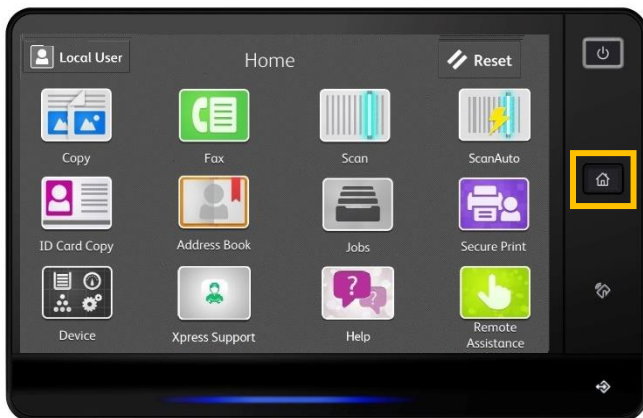 Local User
Home
Reset
Copy
Fax
Scan
ScanAuto
ID Card Copy
Address Book
Jobs
Secure Print
Device
Xpress Support
Help
Remote
Assistance